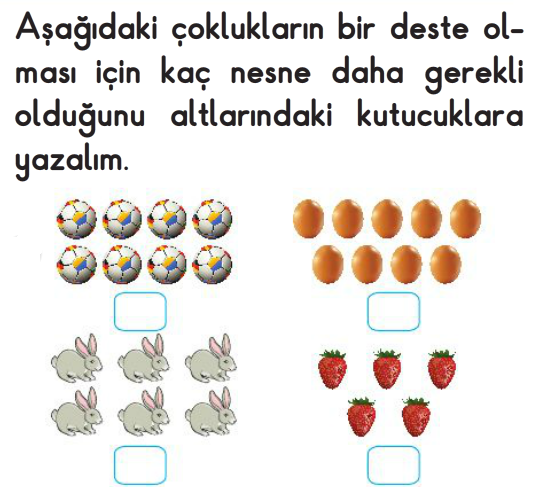 Aşağıdaki çoklukların bir deste ol-
ması için kaç nesne daha gerekli
olduğunu altlarındaki kutucuklara
yazalım.